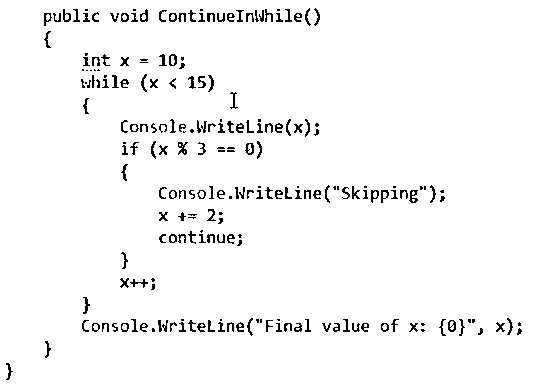 public void ContinueInWhile()
{
int x = 10;
while (x < 15)
{
Console.WriteLine(x);
if (x % 3 == 0)
{
Console.WriteLine("Skipping");
x += 2;
continue;
}
x++;
}
Console.WriteLine("Final value of x: {0}", x);
}
}